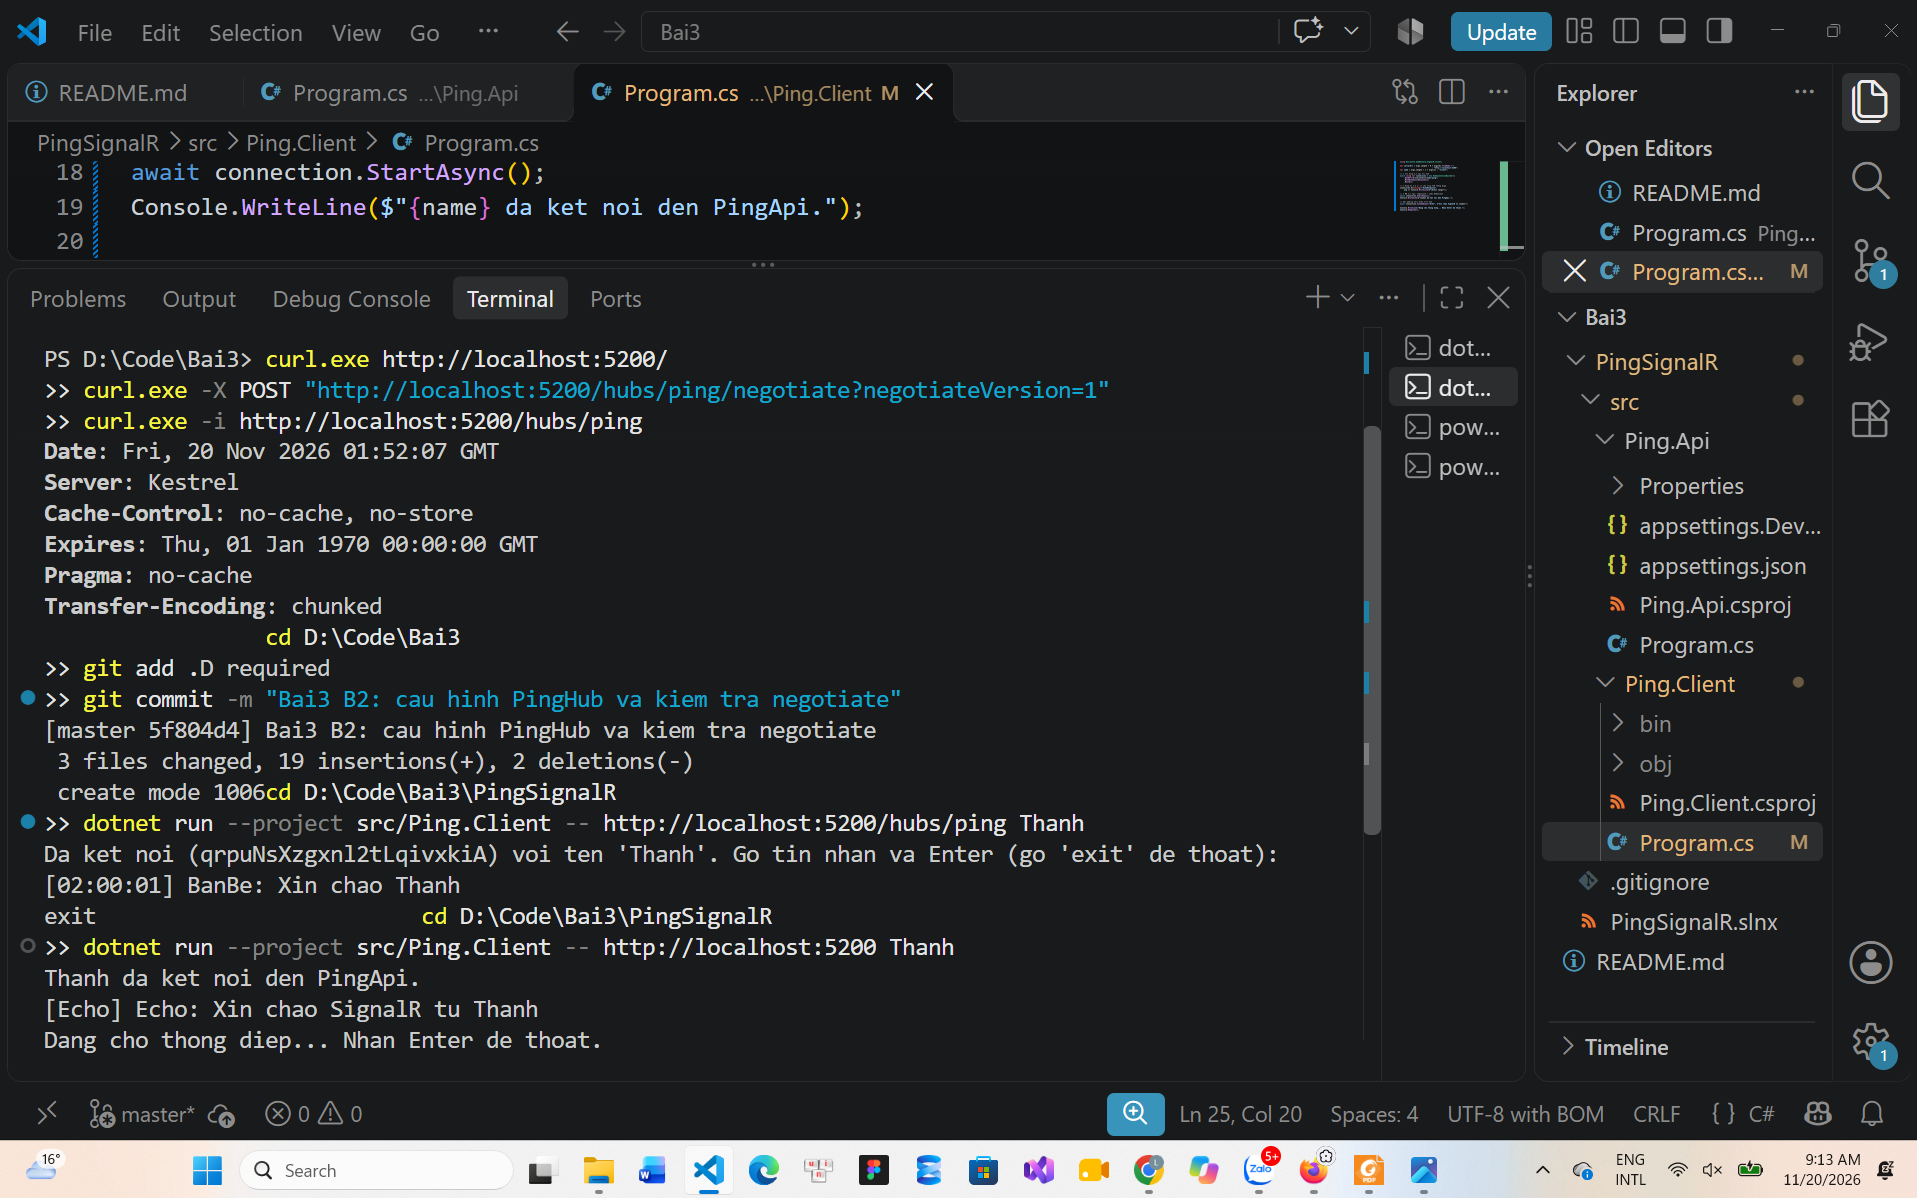 File Edit Selection View Go ··· Bai3 Update
README.md Program.cs ...\Ping.Api Program.cs ...\Ping.Client M
PingSignalR > src > Ping.Client > C# Program.cs
18 await connection.StartAsync();
19 Console.WriteLine($"{name} da ket noi den PingApi.");
20
Problems Output Debug Console Terminal Ports
PS D:\Code\Bai3> curl.exe http://localhost:5200/
>> curl.exe -X POST "http://localhost:5200/hubs/ping/negotiate?negotiateVersion=1"
>> curl.exe -i http://localhost:5200/hubs/ping
Date: Fri, 20 Nov 2026 01:52:07 GMT
Server: Kestrel
Cache-Control: no-cache, no-store
Expires: Thu, 01 Jan 1970 00:00:00 GMT
Pragma: no-cache
Transfer-Encoding: chunked
cd D:\Code\Bai3
>> git add .D required
>> git commit -m "Bai3 B2: cau hinh PingHub va kiem tra negotiate"
[master 5f804d4] Bai3 B2: cau hinh PingHub va kiem tra negotiate
3 files changed, 19 insertions(+), 2 deletions(-)
create mode 1006cd D:\Code\Bai3\PingSignalR
>> dotnet run --project src/Ping.Client -- http://localhost:5200/hubs/ping Thanh
Da ket noi (qrpuNsXzgxnl2tLqivxkiA) voi ten 'Thanh'. Go tin nhan va Enter (go 'exit' de thoat):
[02:00:01] BanBe: Xin chao Thanh
exit cd D:\Code\Bai3\PingSignalR
>> dotnet run --project src/Ping.Client -- http://localhost:5200 Thanh
Thanh da ket noi den PingApi.
[Echo] Echo: Xin chao SignalR tu Thanh
Dang cho thong diep... Nhan Enter de thoat.
dot...
dot...
pow...
pow...
Explorer
Open Editors
README.md
C# Program.cs Ping...
C# Program.cs... M
Bai3
PingSignalR
src
Ping.Api
Properties
{} appsettings.Dev...
{} appsettings.json
Ping.Api.csproj
C# Program.cs
Ping.Client
bin
obj
Ping.Client.csproj
C# Program.cs M
.gitignore
PingSignalR.slnx
README.md
Timeline
1
1
master* 0 0 Ln 25, Col 20 Spaces: 4 UTF-8 with BOM CRLF {} C#
16° Search Zalo 5+ PDF ENG INTL 9:13 AM 11/20/2026